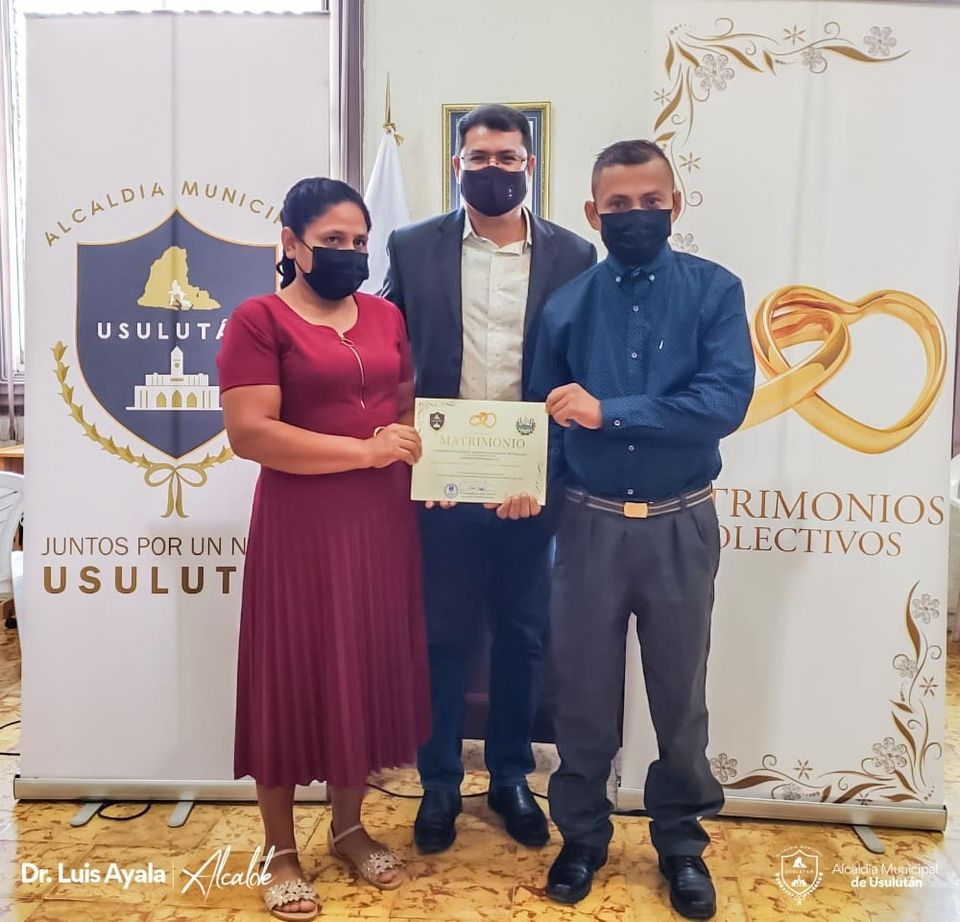 ALCALDIA MUNICI
USULUTÁ
JUNTOS POR UN N
USULUT
MATRIMONIO
TRIMONIOS
OLECTIVOS
Dr. Luis Ayala | Alcalde
Alcaldía Municipal
de Usulután